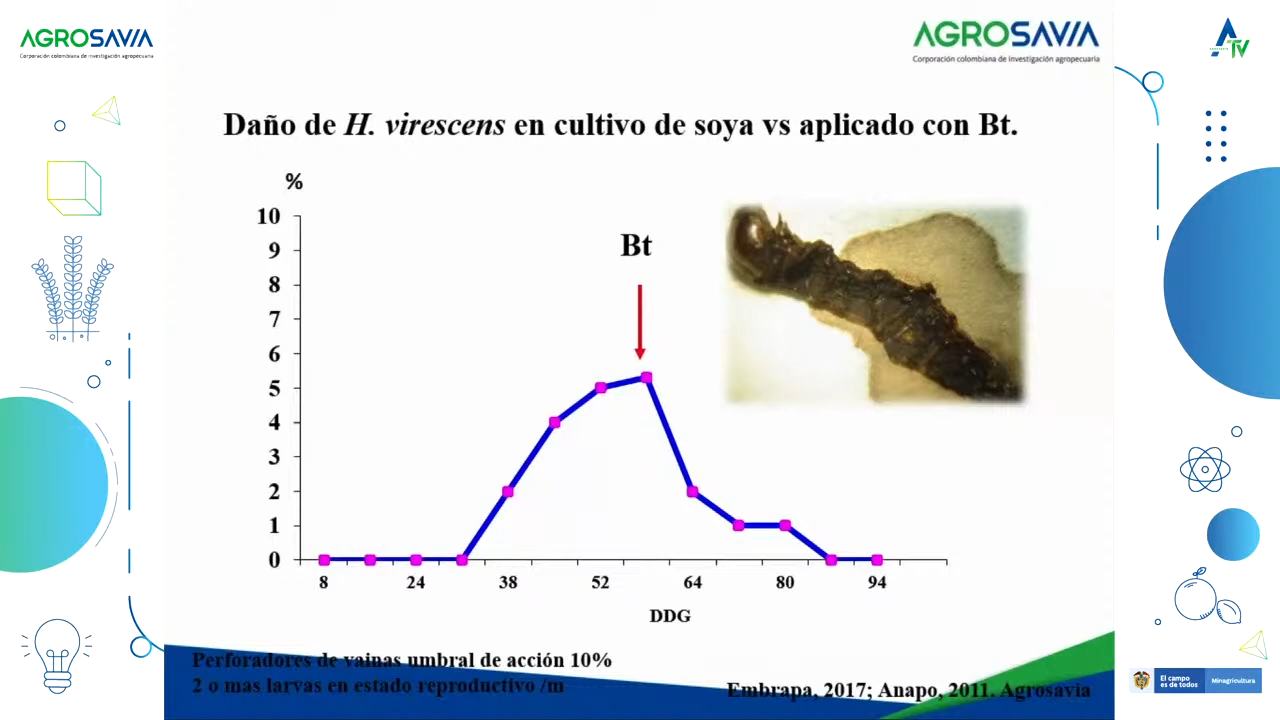 AGROSAVIA
Corporación colombiana de investigación agropecuaria
AGROSAVIA
Corporación colombiana de investigación agropecuaria
A
TV
Daño de H. virescens en cultivo de soya vs aplicado con Bt.
%
10
9
8
7
6
5
4
3
2
1
0
Bt
8 24 38 52 64 80 94
DDG
Perforadores de vainas umbral de acción 10%
2 o mas larvas en estado reproductivo /m
Embrapa, 2017; Anapo, 2011. Agrosavia
El campo
es de todos
Minagricultura